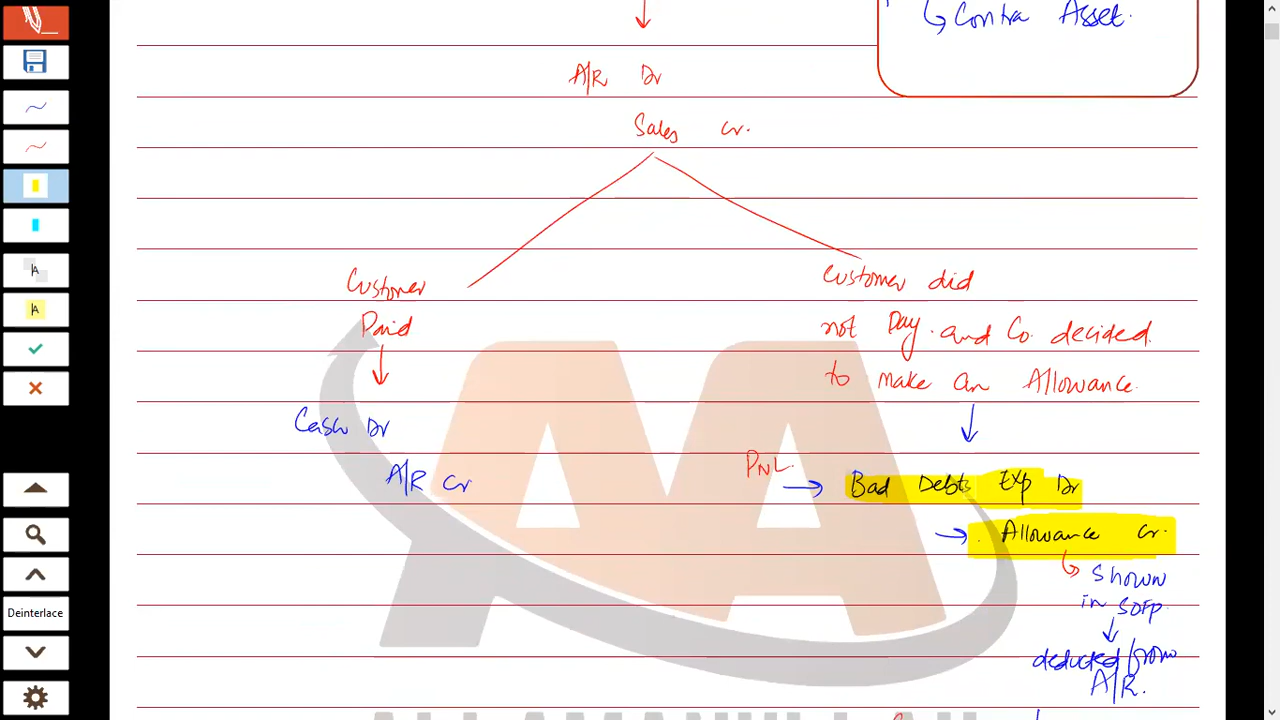 ↳ Contra Asset.
A/R Dr
Sales cr.
Customer
Paid
Cash Dr
A/R Cr
Customer did
not Pay. and Co. decided
to make an Allowance.
PNL.
→ Bad Debts Exp Dr
→ Allowance cr.
↳ Shown
in SOFP.
deducted from
A/R.
Deinterlace